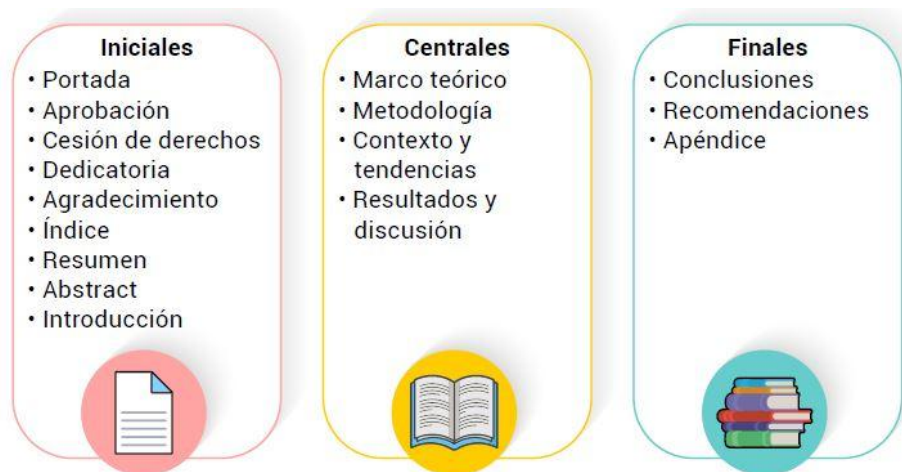 Iniciales
• Portada
• Aprobación
• Cesión de derechos
• Dedicatoria
• Agradecimiento
• Índice
• Resumen
• Abstract
• Introducción
Centrales
• Marco teórico
• Metodología
• Contexto y
tendencias
• Resultados y
discusión
Finales
• Conclusiones
• Recomendaciones
• Apéndice